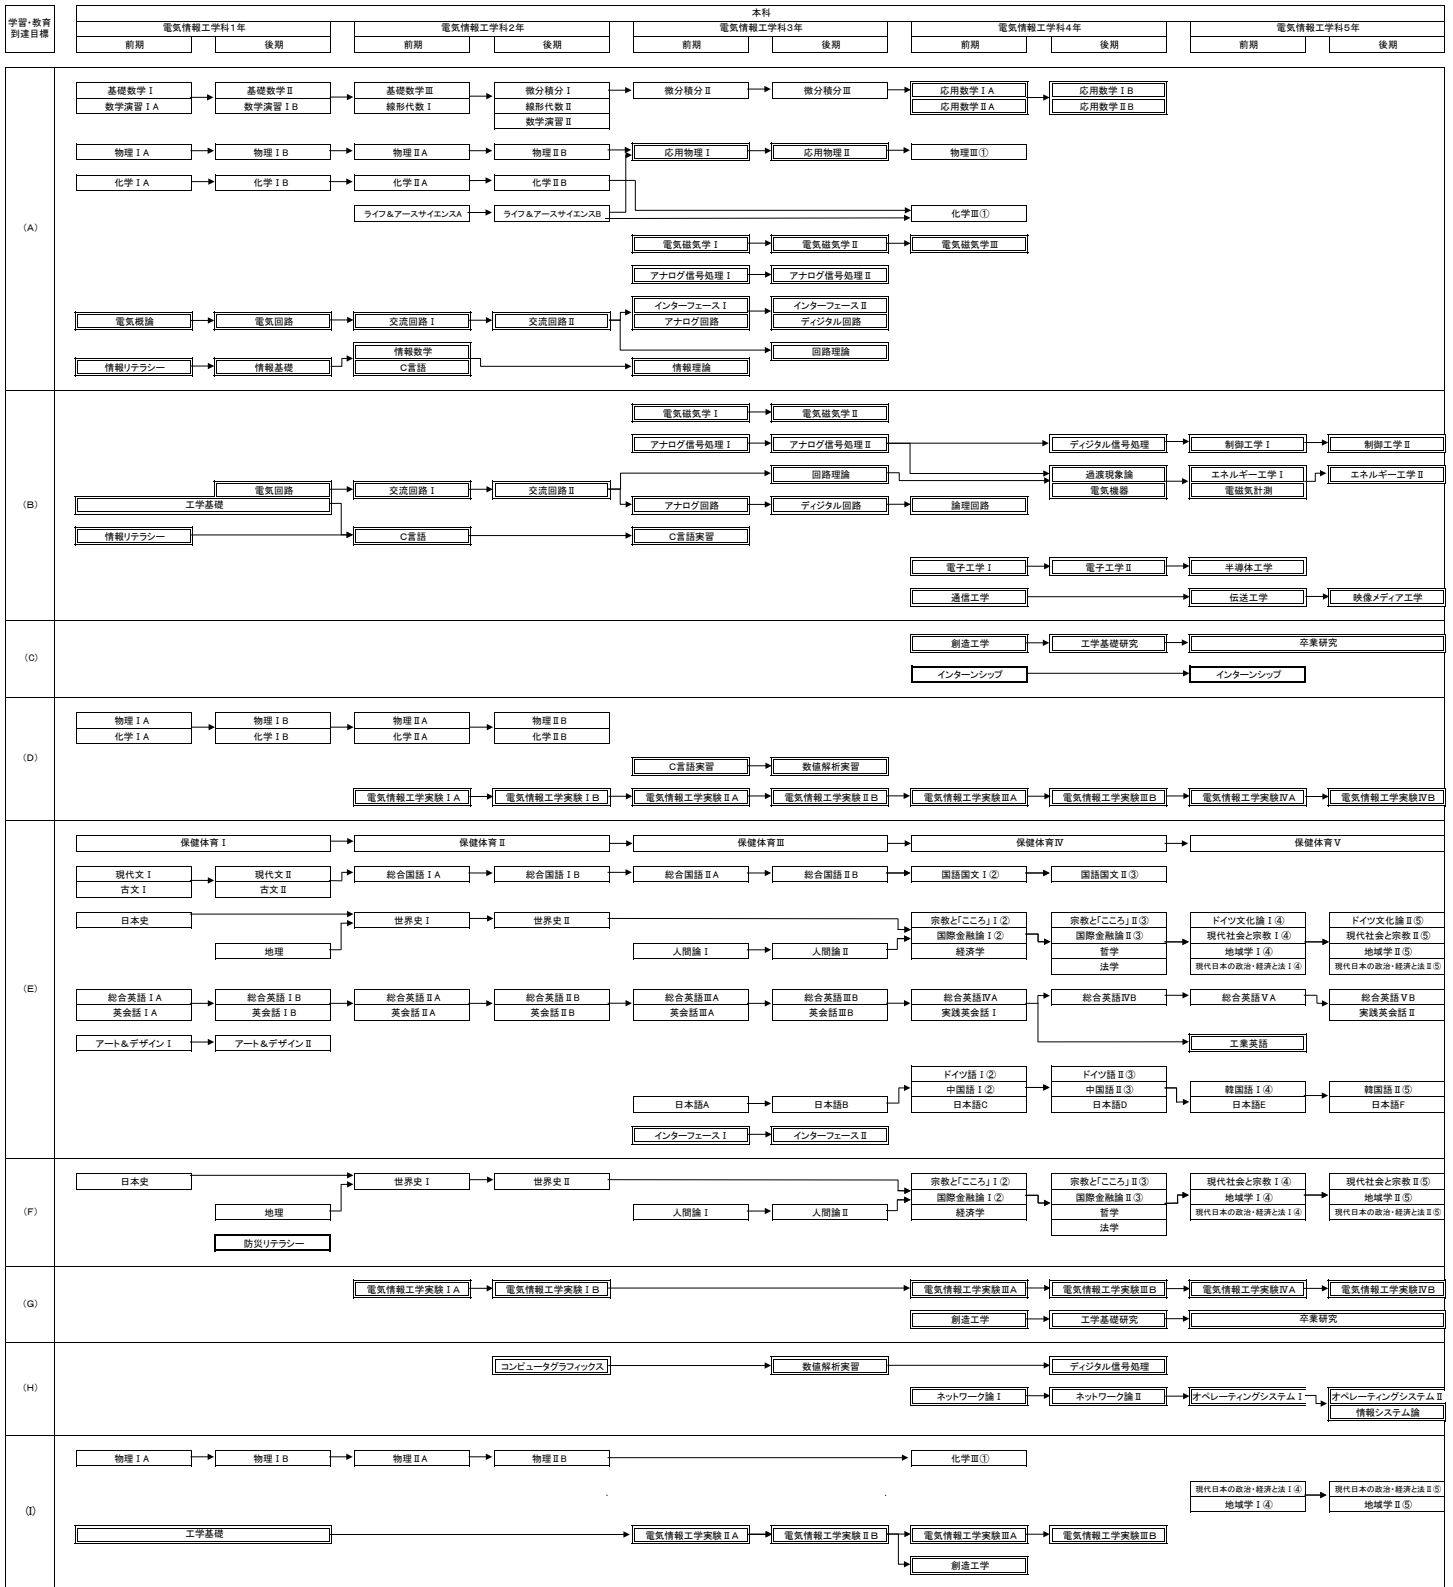 学習・教育
到達目標
本科
電気情報工学科1年 電気情報工学科2年 電気情報工学科3年 電気情報工学科4年 電気情報工学科5年
前期 後期 前期 後期 前期 後期 前期 後期 前期 後期
(A)
基礎数学Ⅰ 基礎数学Ⅱ 基礎数学Ⅲ 微分積分Ⅰ 微分積分Ⅱ 微分積分Ⅲ 応用数学ⅠA 応用数学ⅠB
数学演習ⅠA 数学演習ⅠB 線形代数Ⅰ 線形代数Ⅱ 応用数学ⅡA 応用数学ⅡB
数学演習Ⅱ
物理ⅠA 物理ⅠB 物理ⅡA 物理ⅡB 応用物理Ⅰ 応用物理Ⅱ 物理Ⅲ①
化学ⅠA 化学ⅠB 化学ⅡA 化学ⅡB
ライフ&アースサイエンスA ライフ&アースサイエンスB 化学Ⅲ①
電気磁気学Ⅰ 電気磁気学Ⅱ 電気磁気学Ⅲ
アナログ信号処理Ⅰ アナログ信号処理Ⅱ
インターフェースⅠ インターフェースⅡ
電気概論 電気回路 交流回路Ⅰ 交流回路Ⅱ アナログ回路 ディジタル回路
情報数学 回路理論
情報リテラシー 情報基礎 C言語 情報理論
(B)
電気磁気学Ⅰ 電気磁気学Ⅱ
アナログ信号処理Ⅰ アナログ信号処理Ⅱ ディジタル信号処理 制御工学Ⅰ 制御工学Ⅱ
回路理論 過渡現象論 エネルギー工学Ⅰ エネルギー工学Ⅱ
電気回路 交流回路Ⅰ 交流回路Ⅱ 電気機器 電磁気計測
工学基礎 アナログ回路 ディジタル回路 論理回路
情報リテラシー C言語 C言語実習
電子工学Ⅰ 電子工学Ⅱ 半導体工学
通信工学 伝送工学 映像メディア工学
(C)
創造工学 工学基礎研究 卒業研究
インターンシップ インターンシップ
(D)
物理ⅠA 物理ⅠB 物理ⅡA 物理ⅡB
化学ⅠA 化学ⅠB 化学ⅡA 化学ⅡB
C言語実習 数値解析実習
電気情報工学実験ⅠA 電気情報工学実験ⅠB 電気情報工学実験ⅡA 電気情報工学実験ⅡB 電気情報工学実験ⅢA 電気情報工学実験ⅢB 電気情報工学実験ⅣA 電気情報工学実験ⅣB
(E)
保健体育Ⅰ 保健体育Ⅱ 保健体育Ⅲ 保健体育Ⅳ 保健体育Ⅴ
現代文Ⅰ 現代文Ⅱ 総合国語ⅠA 総合国語ⅠB 総合国語ⅡA 総合国語ⅡB 国語国文Ⅰ② 国語国文Ⅱ③
古文Ⅰ 古文Ⅱ
日本史 世界史Ⅰ 世界史Ⅱ 宗教と「こころ」Ⅰ② 宗教と「こころ」Ⅱ③ ドイツ文化論Ⅰ④ ドイツ文化論Ⅱ⑤
国際金融論Ⅰ② 国際金融論Ⅱ③ 現代社会と宗教Ⅰ④ 現代社会と宗教Ⅱ⑤
地理 人間論Ⅰ 人間論Ⅱ 経済学 哲学 地域学Ⅰ④ 地域学Ⅱ⑤
法学 現代日本の政治・経済と法Ⅰ④ 現代日本の政治・経済と法Ⅱ⑤
総合英語ⅠA 総合英語ⅠB 総合英語ⅡA 総合英語ⅡB 総合英語ⅢA 総合英語ⅢB 総合英語ⅣA 総合英語ⅣB 総合英語ⅤA 総合英語ⅤB
英会話ⅠA 英会話ⅠB 英会話ⅡA 英会話ⅡB 英会話ⅢA 英会話ⅢB 実践英会話Ⅰ 実践英会話Ⅱ
アート&デザインⅠ アート&デザインⅡ 工業英語
ドイツ語Ⅰ② ドイツ語Ⅱ③
中国語Ⅰ② 中国語Ⅱ③ 韓国語Ⅰ④ 韓国語Ⅱ⑤
日本語A 日本語B 日本語C 日本語D 日本語E 日本語F
インターフェースⅠ インターフェースⅡ
(F)
日本史 世界史Ⅰ 世界史Ⅱ 宗教と「こころ」Ⅰ② 宗教と「こころ」Ⅱ③ 現代社会と宗教Ⅰ④ 現代社会と宗教Ⅱ⑤
国際金融論Ⅰ② 国際金融論Ⅱ③ 地域学Ⅰ④ 地域学Ⅱ⑤
地理 人間論Ⅰ 人間論Ⅱ 経済学 哲学 現代日本の政治・経済と法Ⅰ④ 現代日本の政治・経済と法Ⅱ⑤
法学
防災リテラシー
(G)
電気情報工学実験ⅠA 電気情報工学実験ⅠB 電気情報工学実験ⅢA 電気情報工学実験ⅢB 電気情報工学実験ⅣA 電気情報工学実験ⅣB
創造工学 工学基礎研究 卒業研究
(H)
コンピュータグラフィックス 数値解析実習 ディジタル信号処理
ネットワーク論Ⅰ ネットワーク論Ⅱ オペレーティングシステムⅠ オペレーティングシステムⅡ
情報システム論
(I)
物理ⅠA 物理ⅠB 物理ⅡA 物理ⅡB 化学Ⅲ①
現代日本の政治・経済と法Ⅰ④ 現代日本の政治・経済と法Ⅱ⑤
地域学Ⅰ④ 地域学Ⅱ⑤
工学基礎 電気情報工学実験ⅡA 電気情報工学実験ⅡB 電気情報工学実験ⅢA 電気情報工学実験ⅢB
創造工学